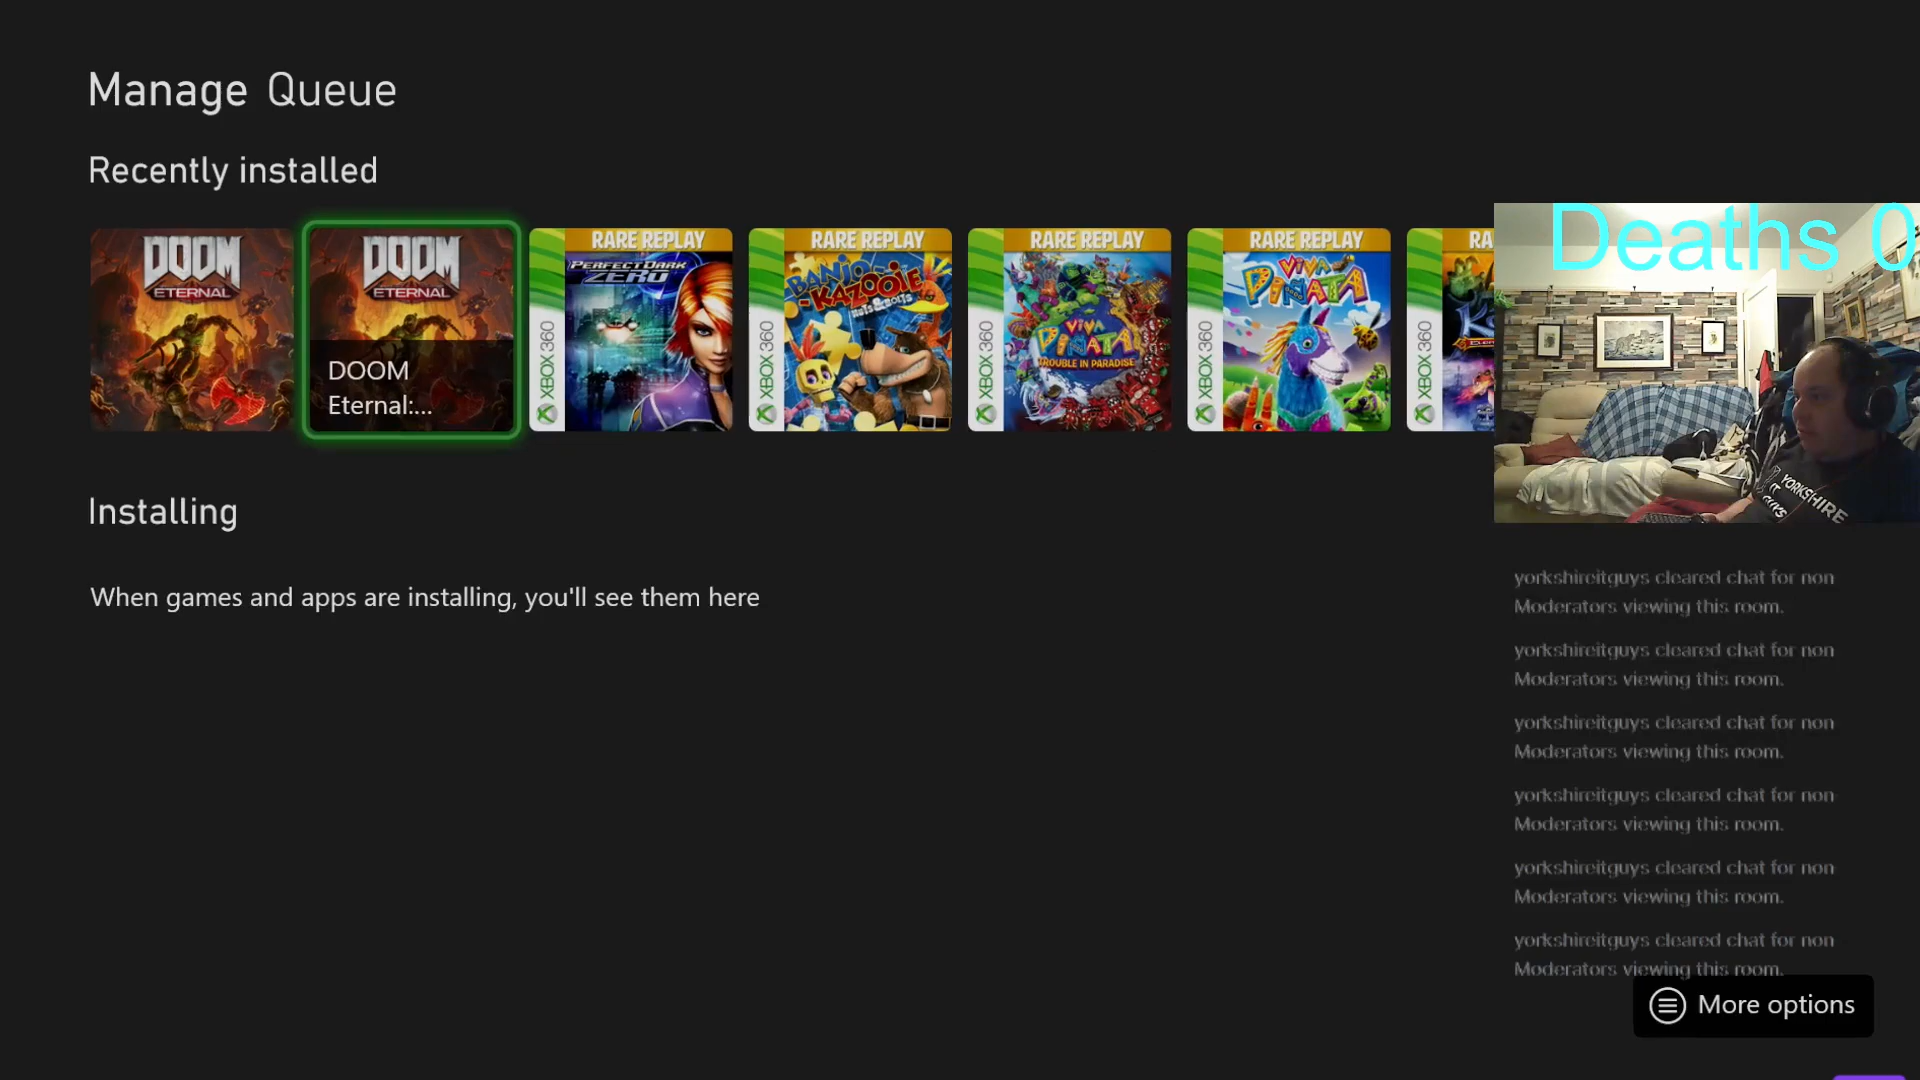 Manage Queue
Recently installed
DOOM
ETERNAL
DOOM
ETERNAL
DOOM
Eternal:...
RARE REPLAY
PERFECT DARK
ZERO
XBOX 360
RARE REPLAY
BANJO
-KAZOOIE
NUTS & BOLTS
XBOX 360
RARE REPLAY
VIVA
PIÑATA
TROUBLE IN PARADISE
XBOX 360
RARE REPLAY
VIVA
PIÑATA
XBOX 360
RA
XBOX 360
Deaths 0
YORKSHIRE
IT
GUYS
Installing
When games and apps are installing, you'll see them here
yorkshireitguys cleared chat for non
Moderators viewing this room.
yorkshireitguys cleared chat for non
Moderators viewing this room.
yorkshireitguys cleared chat for non
Moderators viewing this room.
yorkshireitguys cleared chat for non
Moderators viewing this room.
yorkshireitguys cleared chat for non
Moderators viewing this room.
yorkshireitguys cleared chat for non
Moderators viewing this room.
More options